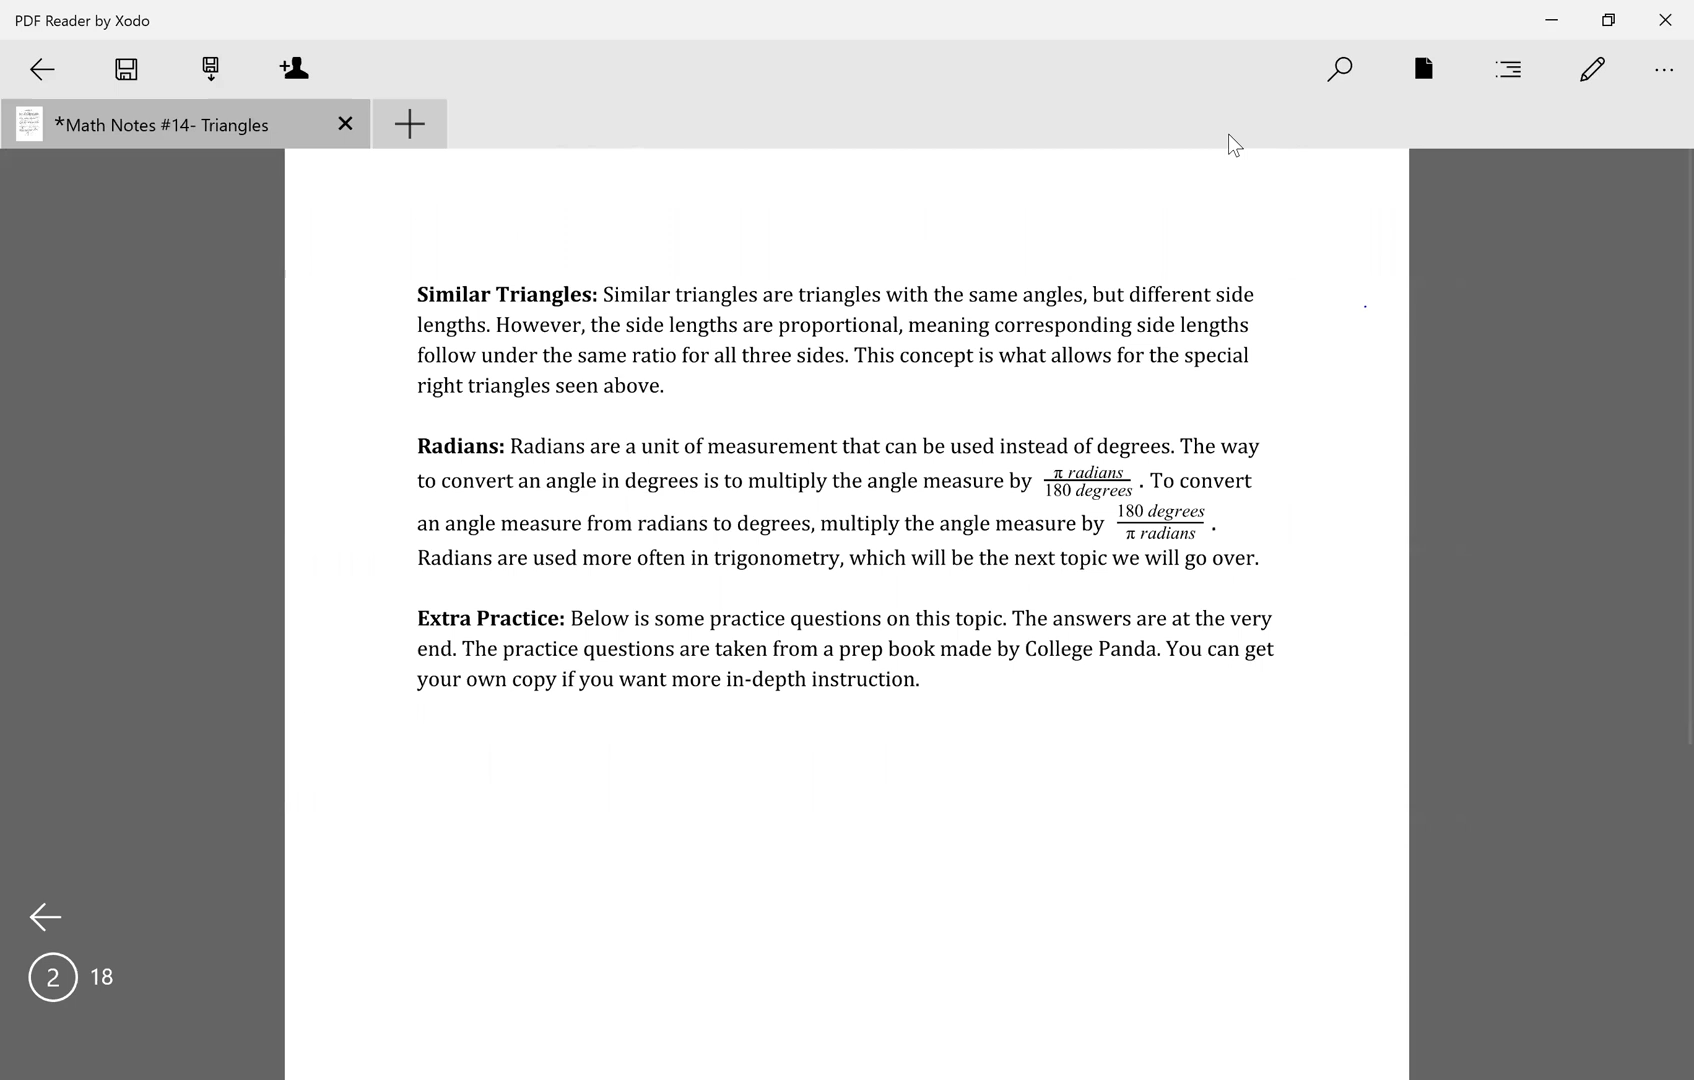 PDF Reader by Xodo
*Math Notes #14- Triangles
Similar Triangles: Similar triangles are triangles with the same angles, but different side
lengths. However, the side lengths are proportional, meaning corresponding side lengths
follow under the same ratio for all three sides. This concept is what allows for the special
right triangles seen above.
Radians: Radians are a unit of measurement that can be used instead of degrees. The way
to convert an angle in degrees is to multiply the angle measure by π radians / 180 degrees . To convert
an angle measure from radians to degrees, multiply the angle measure by 180 degrees / π radians .
Radians are used more often in trigonometry, which will be the next topic we will go over.
Extra Practice: Below is some practice questions on this topic. The answers are at the very
end. The practice questions are taken from a prep book made by College Panda. You can get
your own copy if you want more in-depth instruction.
2 18